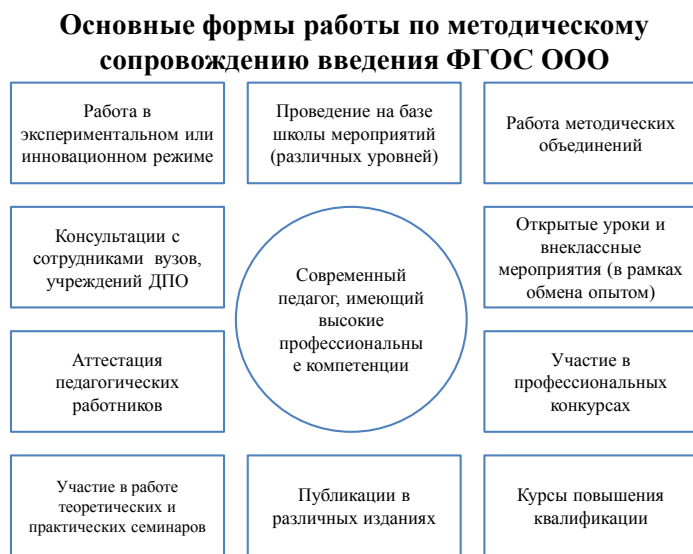 Основные формы работы по методическому
сопровождению введения ФГОС ООО
Работа в
экспериментальном или
инновационном режиме
Проведение на базе
школы мероприятий
(различных уровней)
Работа методических
объединений
Консультации с
сотрудниками вузов,
учреждений ДПО
Современный
педагог, имеющий
высокие
профессиональны
е компетенции
Открытые уроки и
внеклассные
мероприятия (в рамках
обмена опытом)
Аттестация
педагогических
работников
Участие в
профессиональных
конкурсах
Участие в работе
теоретических и
практических семинаров
Публикации в
различных изданиях
Курсы повышения
квалификации